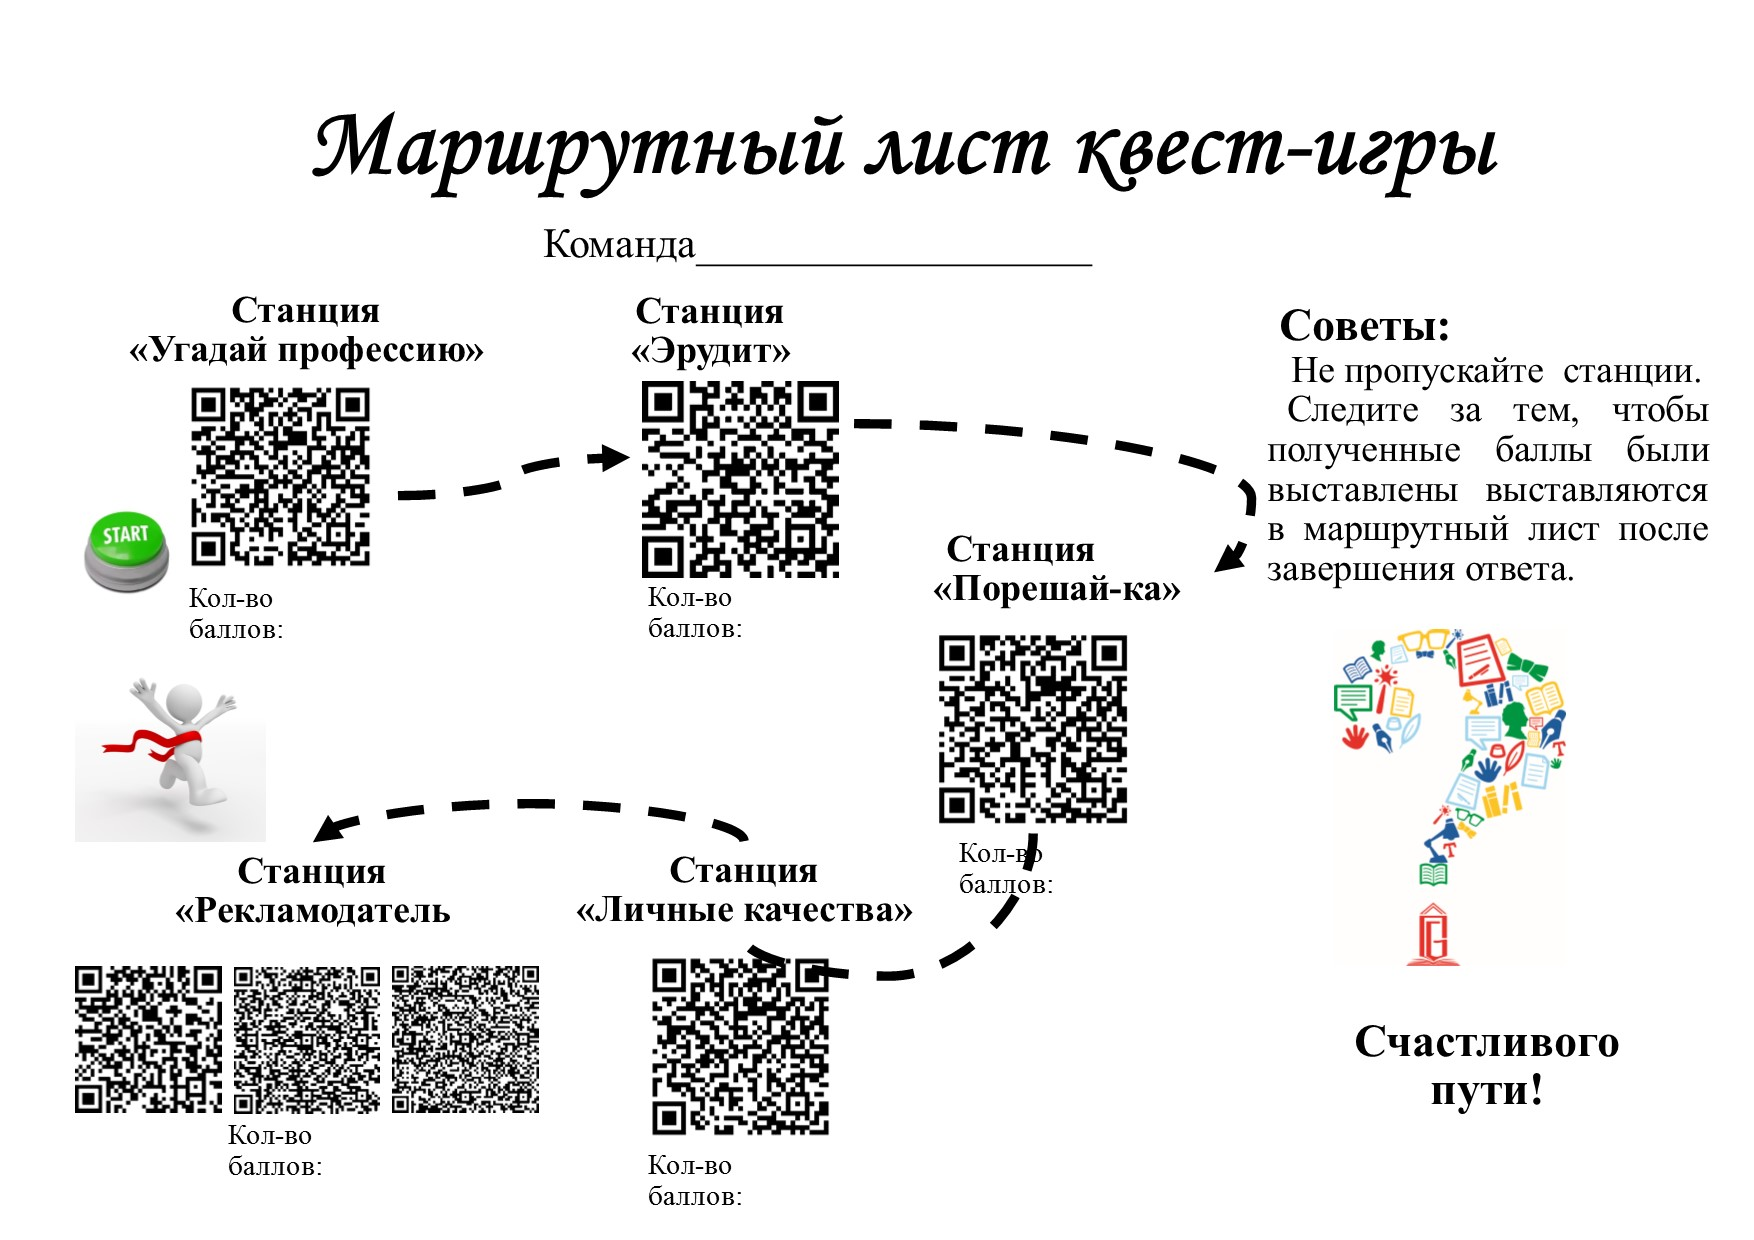 Маршрутный лист квест-игры
Команда____________________
Станция
«Угадай профессию»
START
Кол-во
баллов:
Станция
«Эрудит»
Кол-во
баллов:
Станция
«Порешай-ка»
Кол-во
баллов:
Станция
«Личные качества»
Кол-во
баллов:
Станция
«Рекламодатель
Кол-во
баллов:
Советы:
Не пропускайте станции.
Следите за тем, чтобы
полученные баллы были
выставлены выставляются
в маршрутный лист после
завершения ответа.
Счастливого
пути!